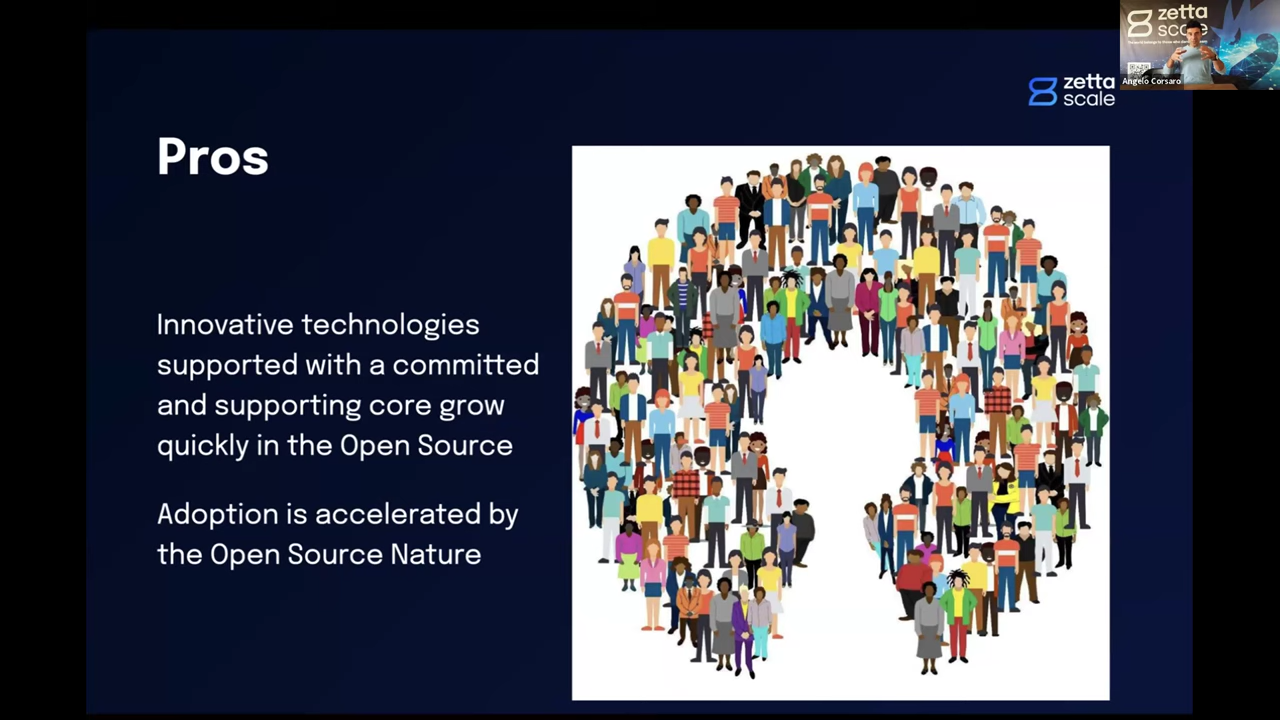 zetta
scale
Angelo Corsaro
zetta
scale
Pros
Innovative technologies
supported with a committed
and supporting core grow
quickly in the Open Source
Adoption is accelerated by
the Open Source Nature